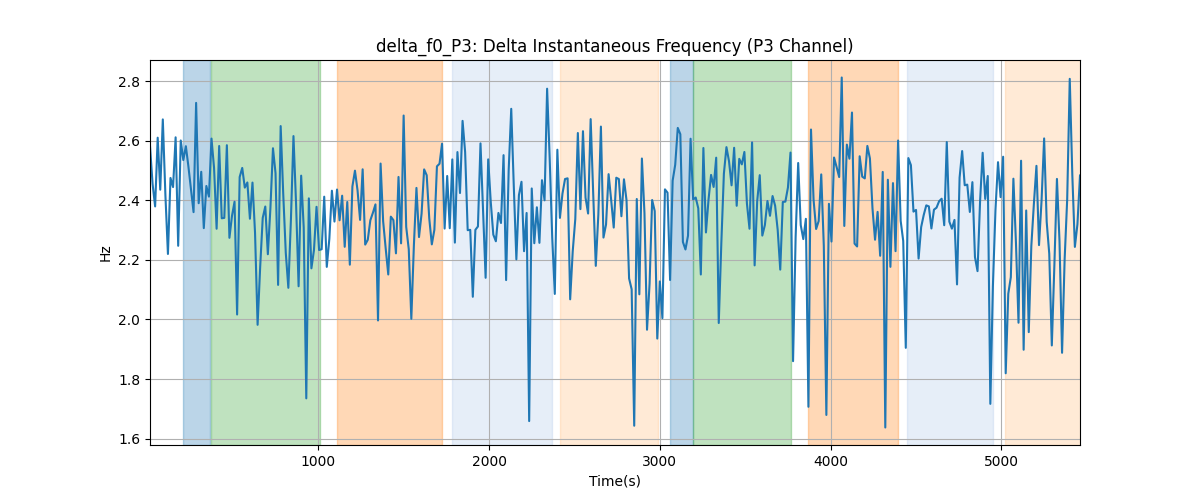 delta_f0_P3: Delta Instantaneous Frequency (P3 Channel)
2.8
2.6
2.4
2.2
2.0
1.8
1.6
Hz
1000 2000 3000 4000 5000
Time(s)